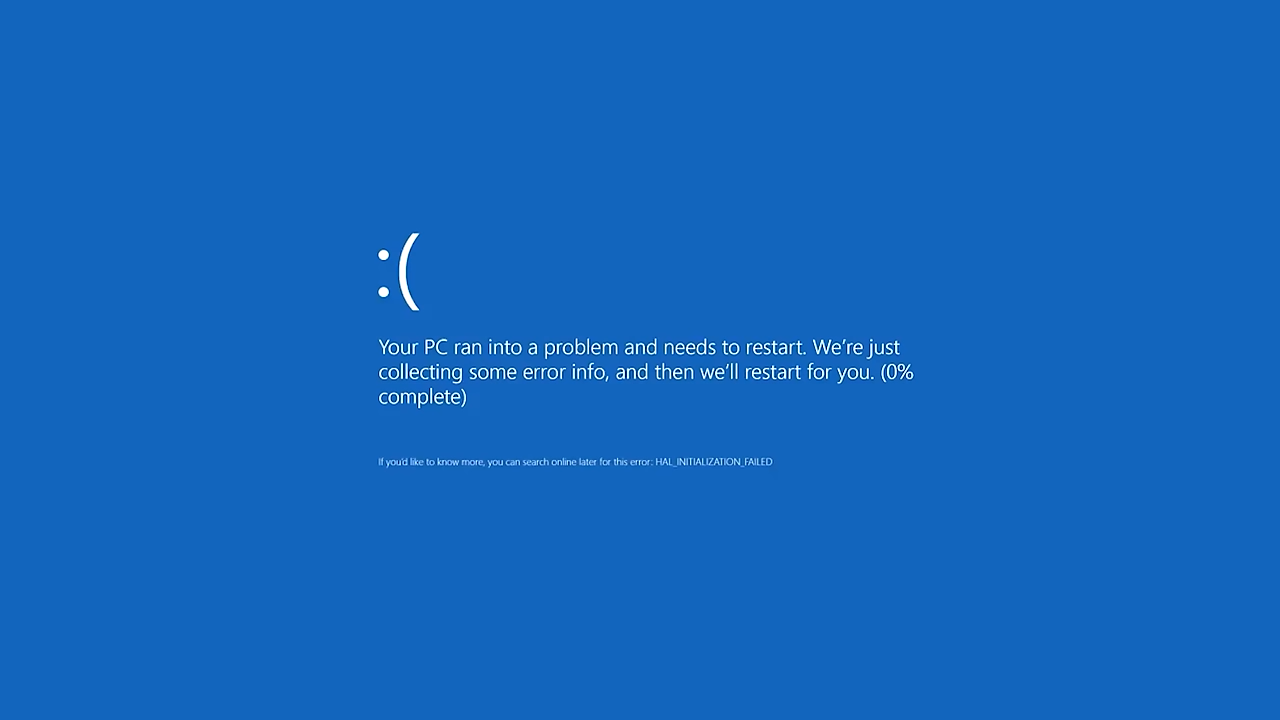 :(
Your PC ran into a problem and needs to restart. We're just
collecting some error info, and then we'll restart for you. (0%
complete)
If you'd like to know more, you can search online later for this error: HAL_INITIALIZATION_FAILED